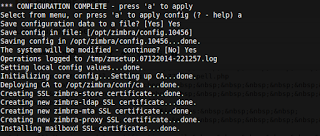 *** CONFIGURATION COMPLETE - press 'a' to apply
Select from menu, or press 'a' to apply config (? - help) a
Save configuration data to a file? [Yes] Yes
Save config in file: [/opt/zimbra/config.10456]
Saving config in /opt/zimbra/config.10456...done.
The system will be modified - continue? [No] Yes
Operations logged to /tmp/zmsetup.07122014-221257.log
Setting local config values...done.
Initializing core config...Setting up CA...done.
Deploying CA to /opt/zimbra/conf/ca ...done.
Creating SSL zimbra-store certificate...done.
Creating new zimbra-ldap SSL certificate...done.
Creating new zimbra-mta SSL certificate...done.
Creating new zimbra-proxy SSL certificate...done.
Installing mailboxd SSL certificates...done.